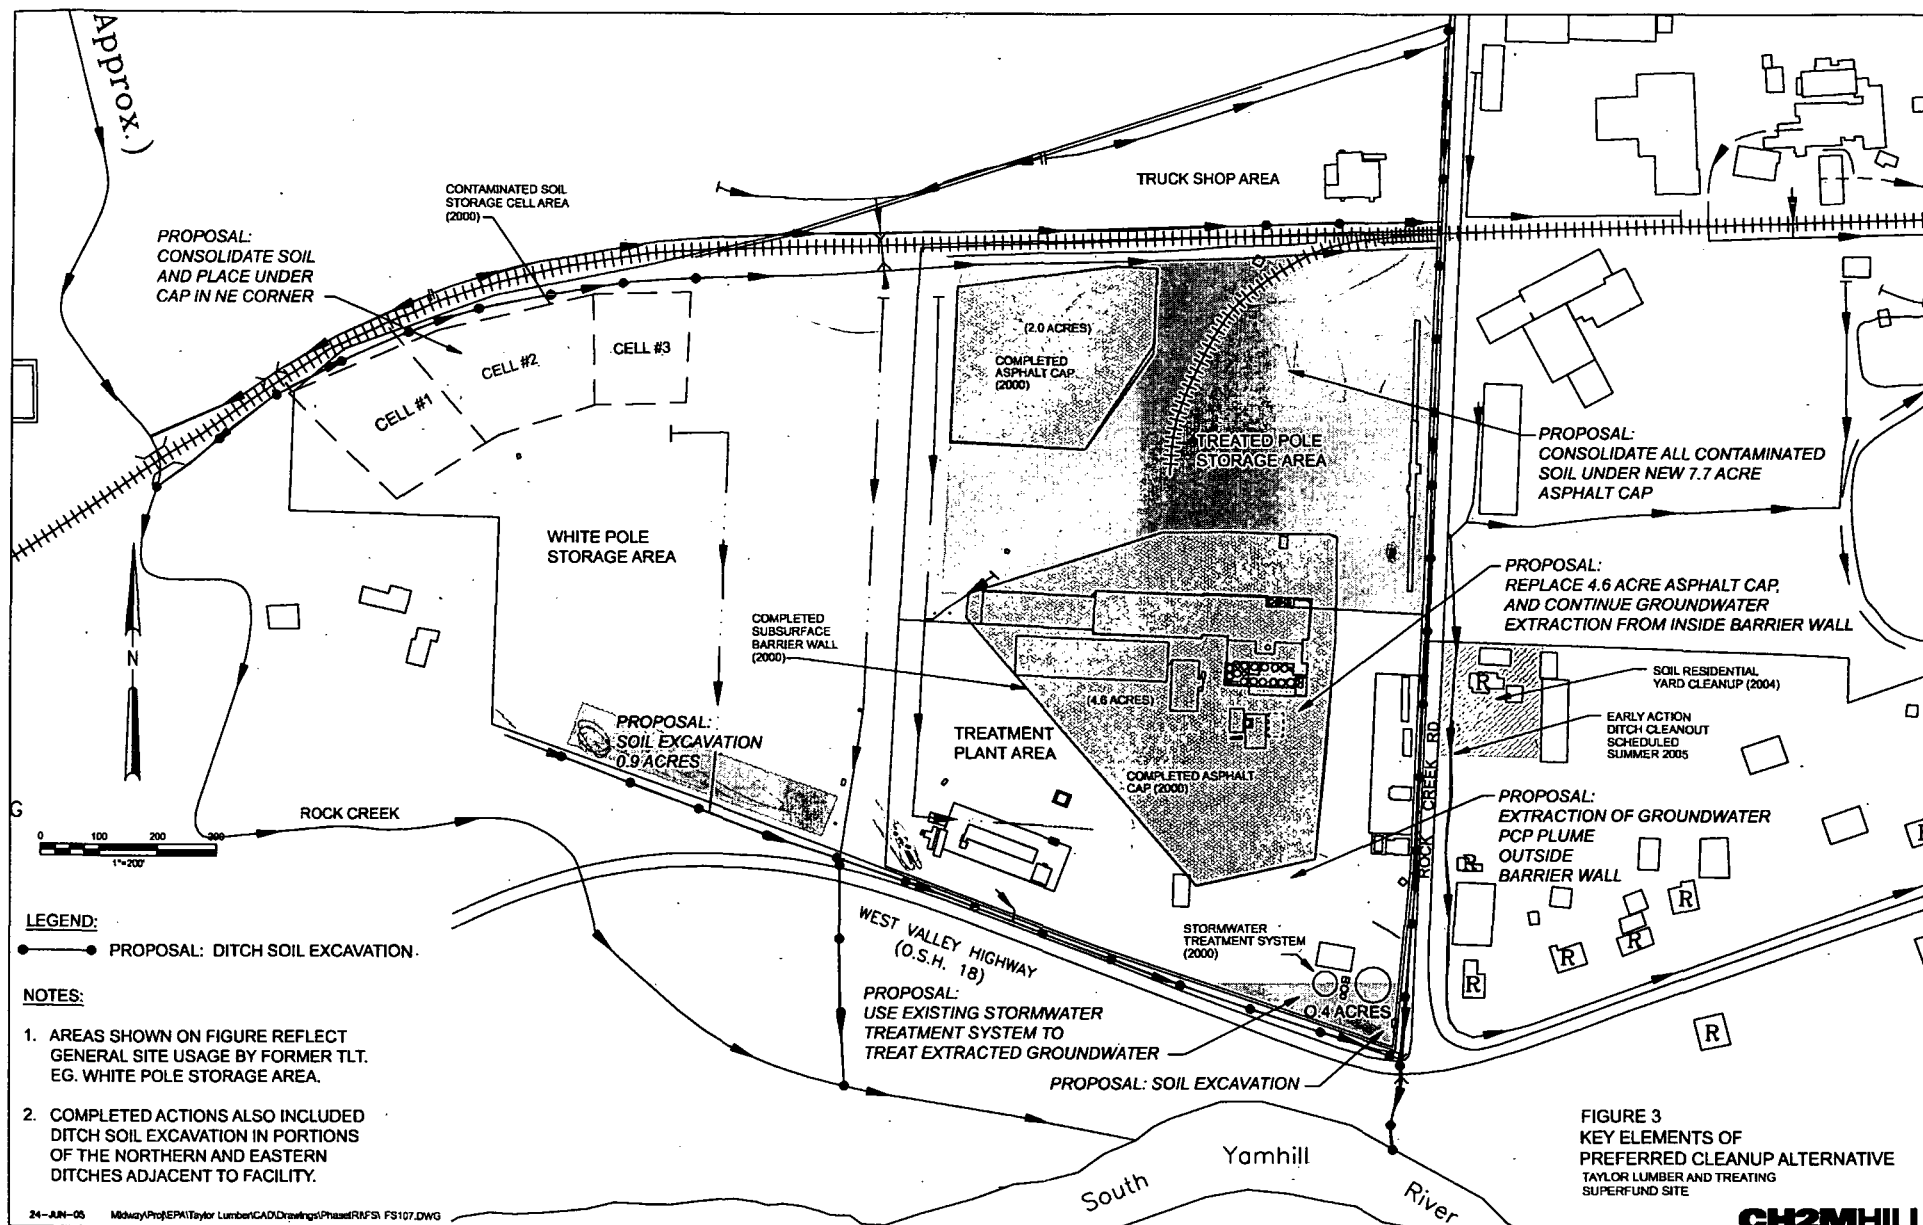 Approx.)
CONTAMINATED SOIL
STORAGE CELL AREA
(2000)
PROPOSAL:
CONSOLIDATE SOIL
AND PLACE UNDER
CAP IN NE CORNER
TRUCK SHOP AREA
CELL #1
CELL #2
CELL #3
(2.0 ACRES)
COMPLETED
ASPHALT CAP
(2000)
TREATED POLE
STORAGE AREA
PROPOSAL:
CONSOLIDATE ALL CONTAMINATED
SOIL UNDER NEW 7.7 ACRE
ASPHALT CAP
WHITE POLE
STORAGE AREA
PROPOSAL:
REPLACE 4.6 ACRE ASPHALT CAP,
AND CONTINUE GROUNDWATER
EXTRACTION FROM INSIDE BARRIER WALL
COMPLETED
SUBSURFACE
BARRIER WALL
(2000)
N
(4.6 ACRES)
SOIL RESIDENTIAL
YARD CLEANUP (2004)
R
PROPOSAL:
SOIL EXCAVATION
0.9 ACRES
TREATMENT
PLANT AREA
EARLY ACTION
DITCH CLEANOUT
SCHEDULED
SUMMER 2005
COMPLETED ASPHALT
CAP (2000)
ROCK CREEK RD
PROPOSAL:
EXTRACTION OF GROUNDWATER
PCP PLUME
OUTSIDE
BARRIER WALL
G
ROCK CREEK
0 100 200 300
1"=200'
R
R
R
R
R
R
R
LEGEND:
PROPOSAL: DITCH SOIL EXCAVATION
WEST VALLEY HIGHWAY
(O.S.H. 18)
STORMWATER
TREATMENT SYSTEM
(2000)
0.4 ACRES
PROPOSAL:
USE EXISTING STORMWATER
TREATMENT SYSTEM TO
TREAT EXTRACTED GROUNDWATER
PROPOSAL: SOIL EXCAVATION
NOTES:
1. AREAS SHOWN ON FIGURE REFLECT
GENERAL SITE USAGE BY FORMER TLT.
EG. WHITE POLE STORAGE AREA.
2. COMPLETED ACTIONS ALSO INCLUDED
DITCH SOIL EXCAVATION IN PORTIONS
OF THE NORTHERN AND EASTERN
DITCHES ADJACENT TO FACILITY.
South Yamhill River
FIGURE 3
KEY ELEMENTS OF
PREFERRED CLEANUP ALTERNATIVE
TAYLOR LUMBER AND TREATING
SUPERFUND SITE
24-JUN-05
CH2MHILL